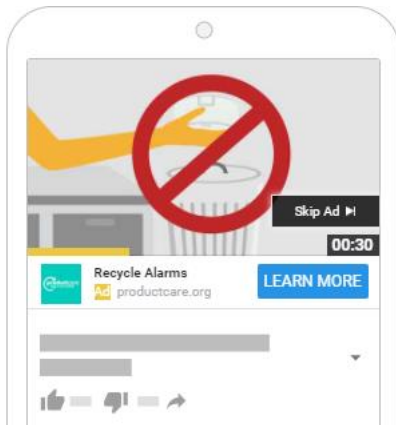 Skip Ad
00:30
Recycle Alarms
LEARN MORE
Ad productcare.org